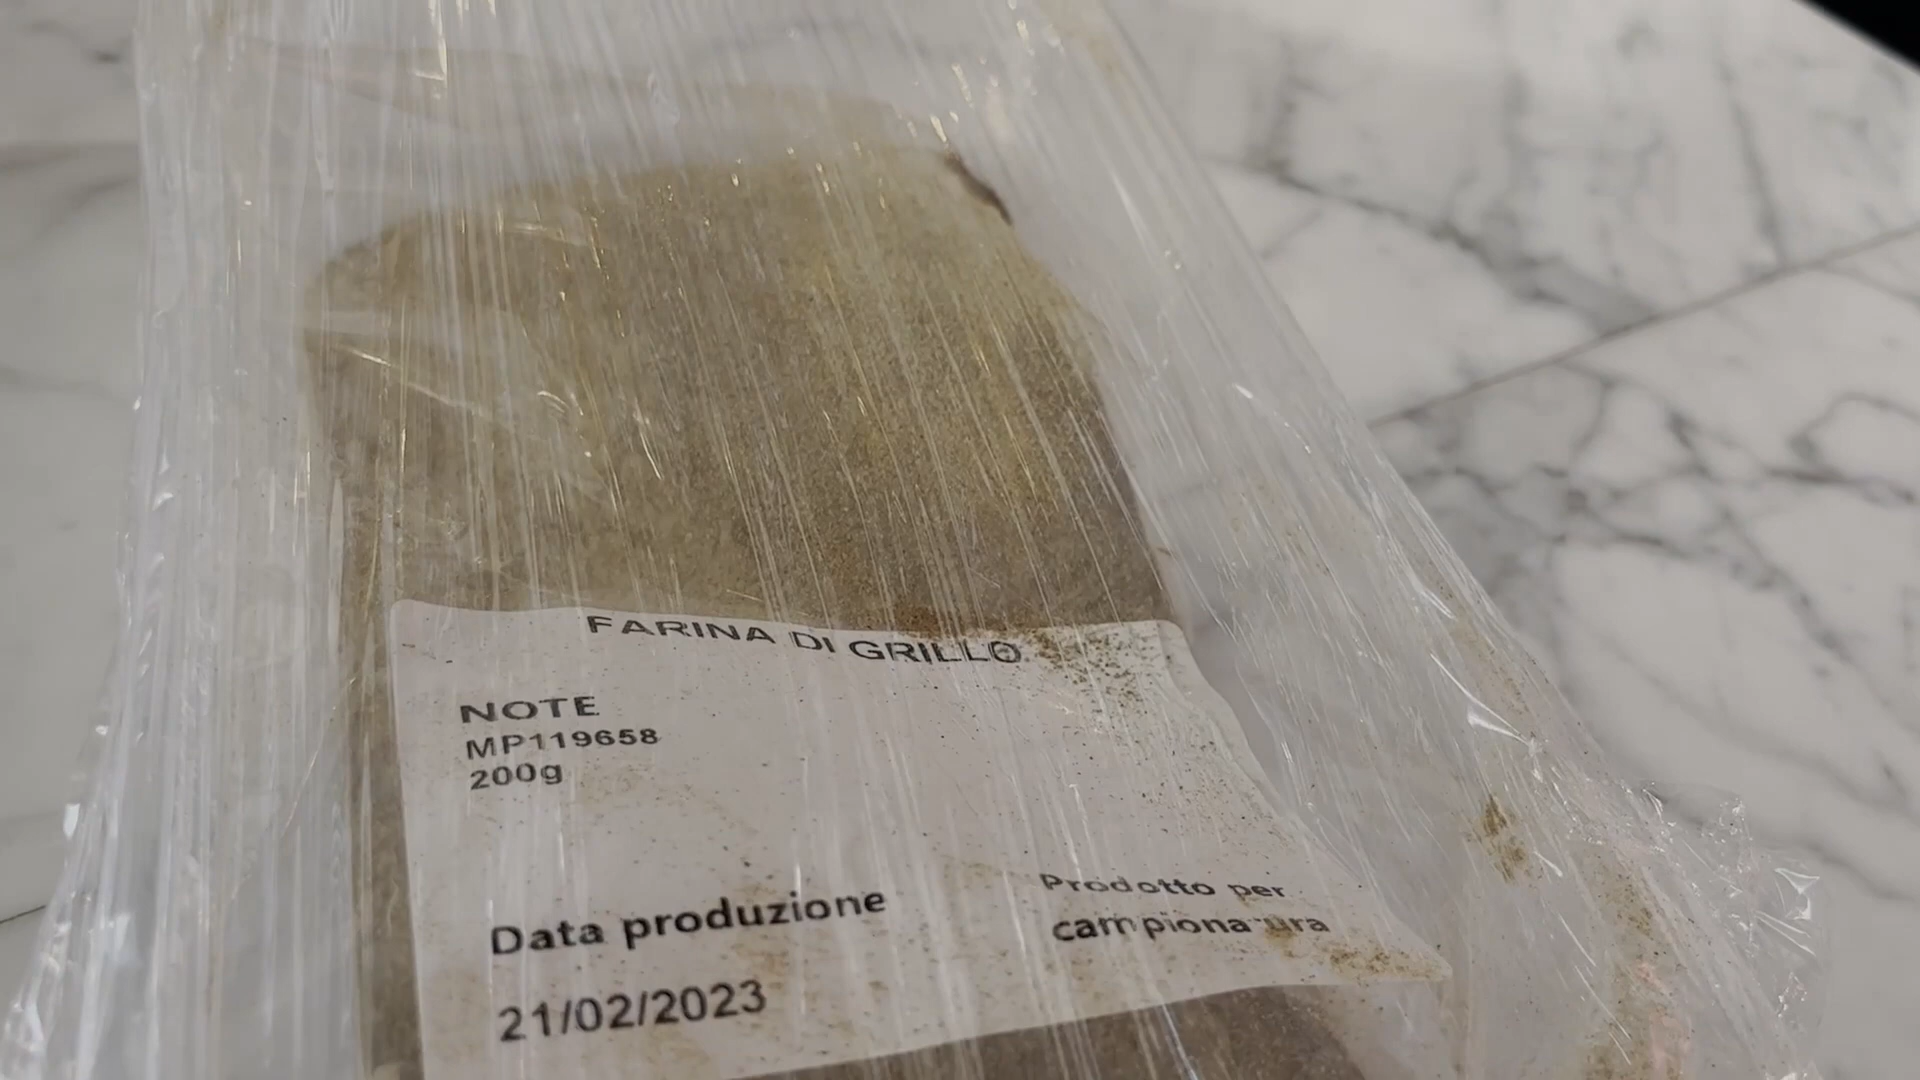 FARINA DI GRILLO
NOTE
MP119658
200g
Data produzione
21/02/2023
Prodotto per
campionatura